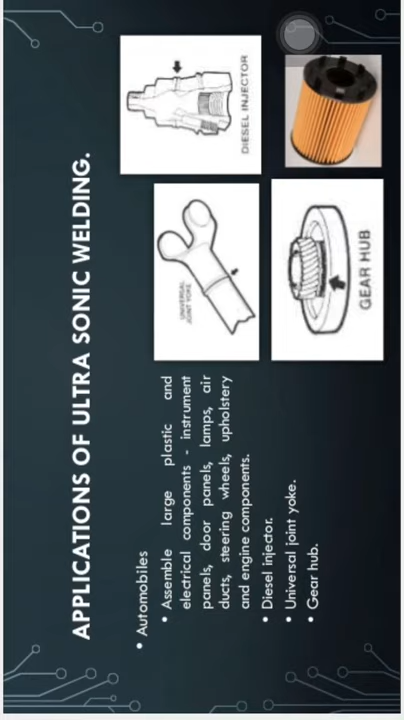 APPLICATIONS OF ULTRA SONIC WELDING.
• Automobiles
• Assemble large plastic and
electrical components - instrument
panels, door panels, lamps, air
ducts, steering wheels, upholstery
and engine components.
• Diesel injector.
• Universal joint yoke.
• Gear hub.
DIESEL INJECTOR
UNIVERSAL
JOINT YOKE
GEAR HUB